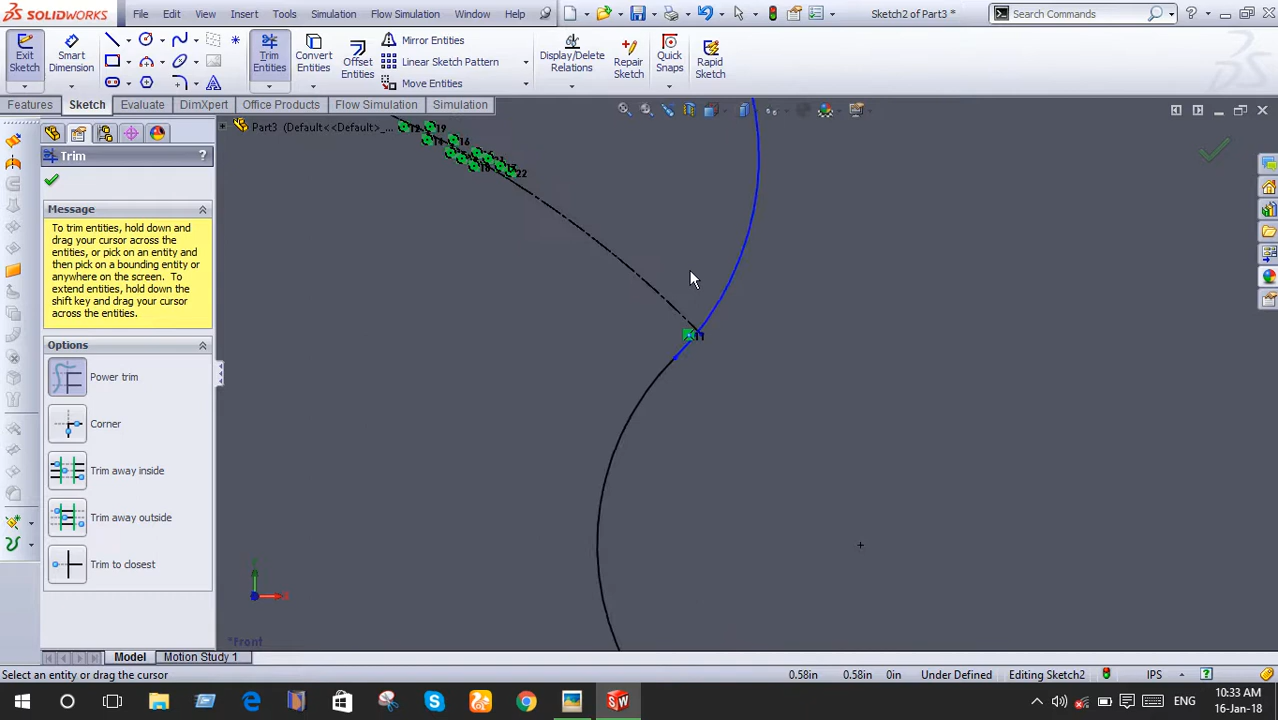 SOLIDWORKS File Edit View Insert Tools Simulation Flow Simulation Window Help Sketch2 of Part3 * Search Commands
Exit Sketch
Smart Dimension
Trim Entities
Convert Entities
Offset Entities
Mirror Entities
Linear Sketch Pattern
Move Entities
Display/Delete Relations
Repair Sketch
Quick Snaps
Rapid Sketch
Features Sketch Evaluate DimXpert Office Products Flow Simulation Simulation
Part3 (Default<<Default>_...
12 19
16
22
11
Trim ?
Message
To trim entities, hold down and
drag your cursor across the
entities, or pick on an entity and
then pick on a bounding entity or
anywhere on the screen. To
extend entities, hold down the
shift key and drag your cursor
across the entities.
Options
Power trim
Corner
Trim away inside
Trim away outside
Trim to closest
*Front
Model Motion Study 1
Select an entity or drag the cursor 0.58in 0.58in 0in Under Defined Editing Sketch2 IPS
ENG 10:33 AM
16-Jan-18